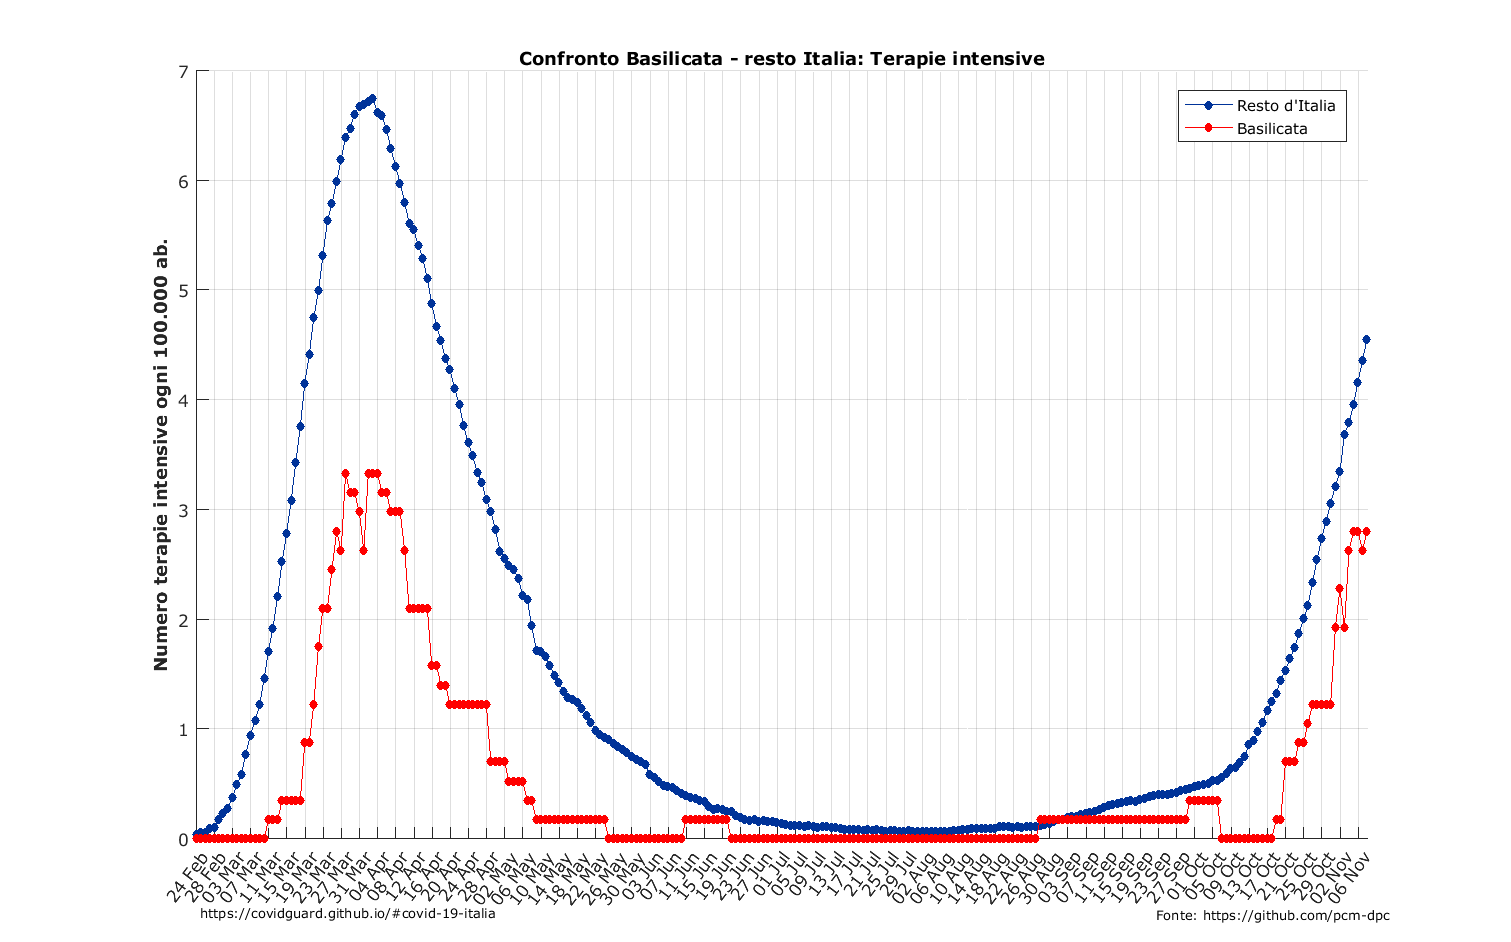 Confronto Basilicata - resto Italia: Terapie intensive
Resto d'Italia
Basilicata
Numero terapie intensive ogni 100.000 ab.
7
6
5
4
3
2
1
0
24 Feb
28 Feb
03 Mar
07 Mar
11 Mar
15 Mar
19 Mar
23 Mar
27 Mar
31 Mar
04 Apr
08 Apr
12 Apr
16 Apr
20 Apr
24 Apr
28 Apr
02 May
06 May
10 May
14 May
18 May
22 May
26 May
30 May
03 Jun
07 Jun
11 Jun
15 Jun
19 Jun
23 Jun
27 Jun
01 Jul
05 Jul
09 Jul
13 Jul
17 Jul
21 Jul
25 Jul
29 Jul
02 Aug
06 Aug
10 Aug
14 Aug
18 Aug
22 Aug
26 Aug
30 Aug
03 Sep
07 Sep
11 Sep
15 Sep
19 Sep
23 Sep
27 Sep
01 Oct
05 Oct
09 Oct
13 Oct
17 Oct
21 Oct
25 Oct
29 Oct
02 Nov
06 Nov
https://covidguard.github.io/#covid-19-italia
Fonte: https://github.com/pcm-dpc